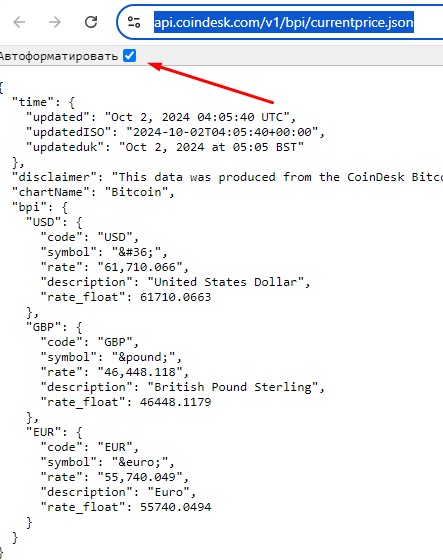 api.coindesk.com/v1/bpi/currentprice.json
Автоформатировать
{
"time": {
"updated": "Oct 2, 2024 04:05:40 UTC",
"updatedISO": "2024-10-02T04:05:40+00:00",
"updateduk": "Oct 2, 2024 at 05:05 BST"
},
"disclaimer": "This data was produced from the CoinDesk Bitco
"chartName": "Bitcoin",
"bpi": {
"USD": {
"code": "USD",
"symbol": "&#36;",
"rate": "61,710.066",
"description": "United States Dollar",
"rate_float": 61710.0663
},
"GBP": {
"code": "GBP",
"symbol": "&pound;",
"rate": "46,448.118",
"description": "British Pound Sterling",
"rate_float": 46448.1179
},
"EUR": {
"code": "EUR",
"symbol": "&euro;",
"rate": "55,740.049",
"description": "Euro",
"rate_float": 55740.0494
}
}
}